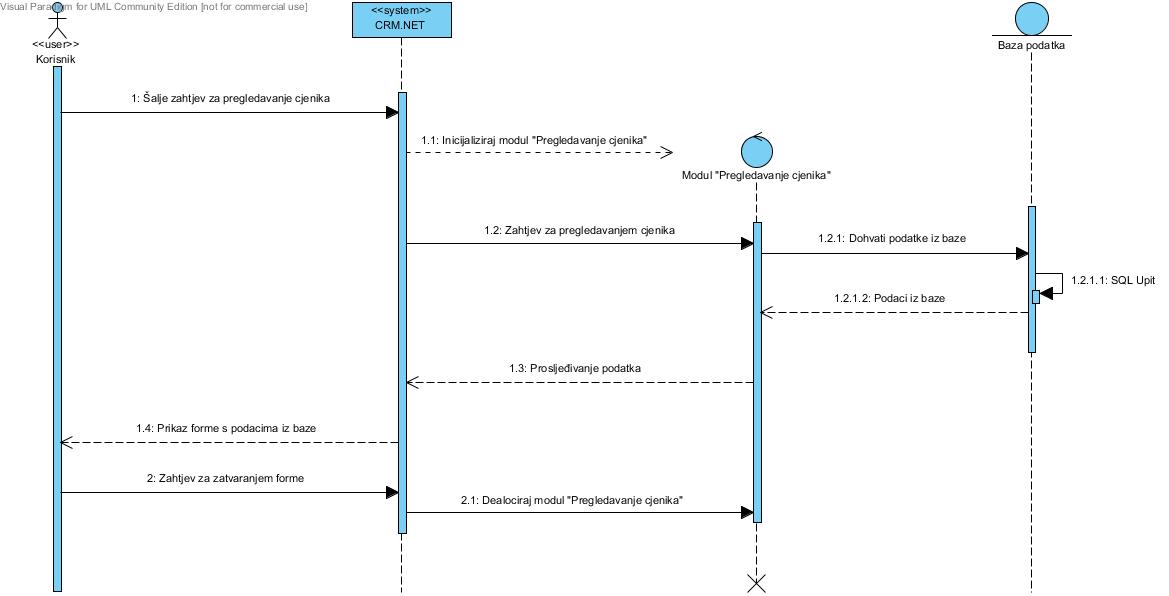 Visual Paradigm for UML Community Edition [not for commercial use]
<<user>>
Korisnik
<<system>>
CRM.NET
Baza podatka
1: Šalje zahtjev za pregledavanje cjenika
1.1: Inicijaliziraj modul "Pregledavanje cjenika"
Modul "Pregledavanje cjenika"
1.2: Zahtjev za pregledavanjem cjenika
1.2.1: Dohvati podatke iz baze
1.2.1.1: SQL Upit
1.2.1.2: Podaci iz baze
1.3: Prosljeđivanje podatka
1.4: Prikaz forme s podacima iz baze
2: Zahtjev za zatvaranjem forme
2.1: Dealociraj modul "Pregledavanje cjenika"